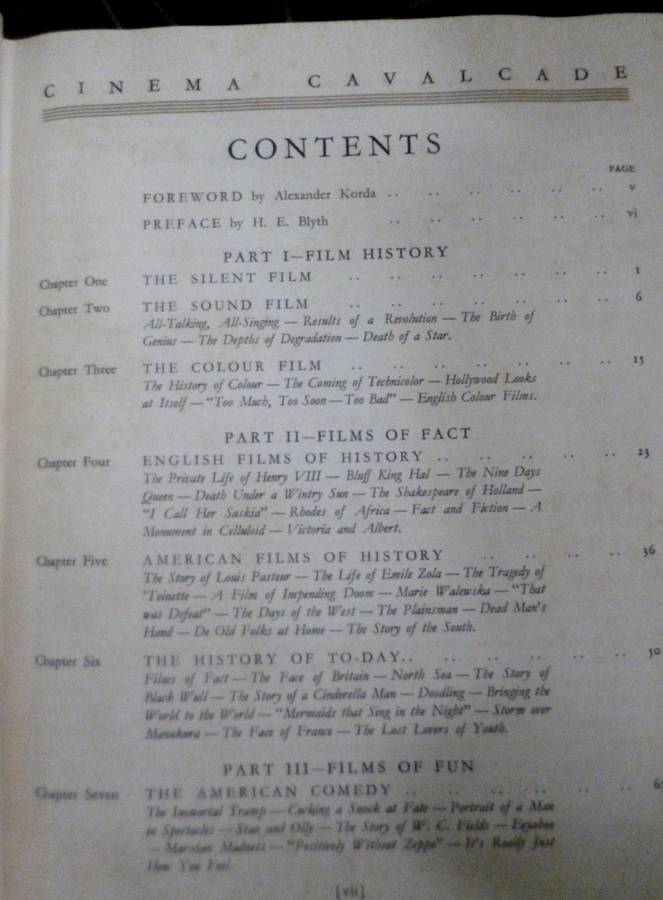 CINEMA CAVALCADE
CONTENTS
PAGE
FOREWORD by Alexander Korda .. .. .. .. .. .. v
PREFACE by H. E. Blyth .. .. .. .. .. vi
PART I—FILM HISTORY
Chapter One THE SILENT FILM .. .. .. .. .. .. .. 1
Chapter Two THE SOUND FILM .. .. .. .. .. .. .. 6
All-Talking, All-Singing — Results of a Revolution — The Birth of
Genius — The Depths of Degradation — Death of a Star.
Chapter Three THE COLOUR FILM .. .. .. .. .. .. .. 15
The History of Colour — The Coming of Technicolor — Hollywood Looks
at Itself — "Too Much, Too Soon — Too Bad" — English Colour Films.
PART II—FILMS OF FACT
Chapter Four ENGLISH FILMS OF HISTORY .. .. .. .. .. 23
The Private Life of Henry VIII — Bluff King Hal — The Nine Days
Queen — Death Under a Wintry Sun — The Shakespeare of Holland —
"I Call Her Saskia" — Rhodes of Africa — Fact and Fiction — A
Monument in Celluloid — Victoria and Albert.
Chapter Five AMERICAN FILMS OF HISTORY .. .. .. .. 36
The Story of Louis Pasteur — The Life of Emile Zola — The Tragedy of
'Toinette — A Film of Impending Doom — Marie Walewska — "That
was Defeat" — The Days of the West — The Plainsman — Dead Man's
Hand — De Old Folks at Home — The Story of the South.
Chapter Six THE HISTORY OF TO-DAY.. .. .. .. .. .. 50
Films of Fact — The Face of Britain — North Sea — The Story of
Black Wall — The Story of a Cinderella Man — Doodling — Bringing the
World to the World — "Mermaids that Sing in the Night" — Storm over
— The Face of France — The Lost Lovers of Youth.
PART III—FILMS OF FUN
Chapter Seven THE AMERICAN COMEDY .. .. .. .. .. .. 6
The Immortal Tramp — Cocking a Snook at Fate — Portrait of a Man
in Spectacles — Stan and Olly — The Story of W. C. Fields —
— Marxian Madness — "Positively Without Zeppo" — It's Really Just
How You Feel.
[vii]